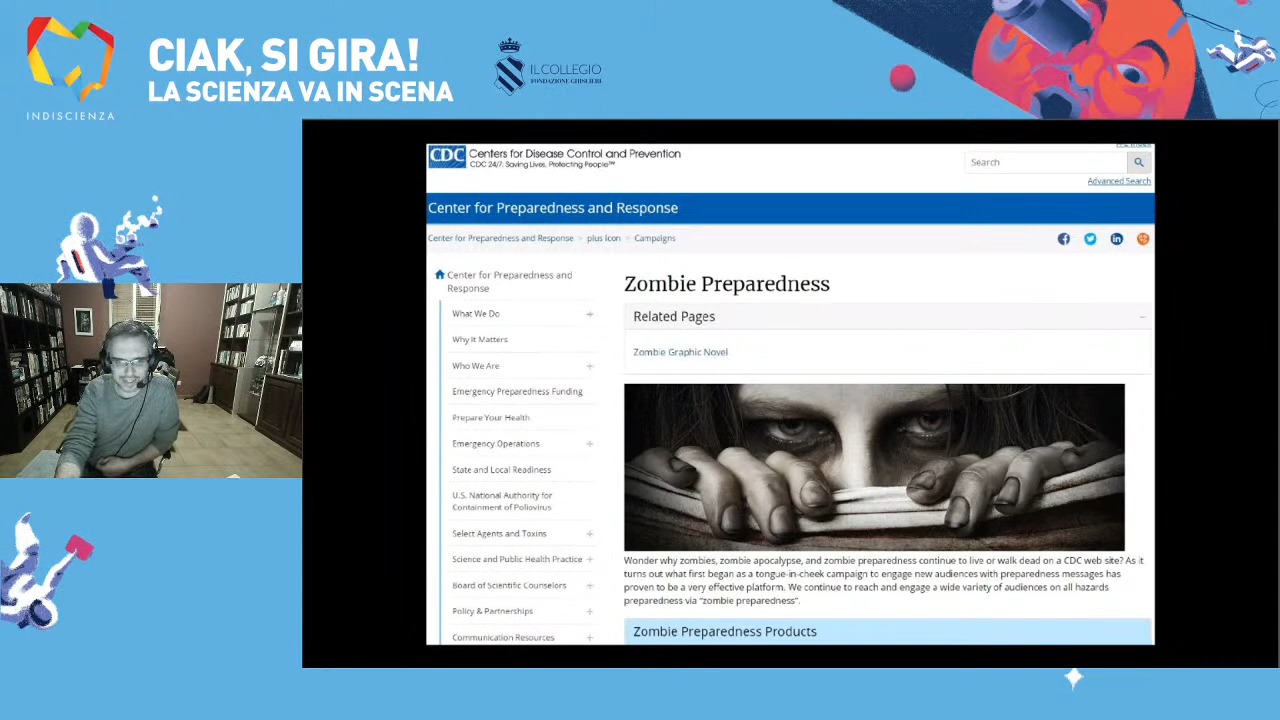 CIAK, SI GIRA!
LA SCIENZA VA IN SCENA
INDISCIENZA
IL COLLEGIO
FONDAZIONE GHISLIERI
CDC Centers for Disease Control and Prevention
CDC 24/7: Saving Lives. Protecting People™
Search
Advanced Search
Center for Preparedness and Response
Center for Preparedness and Response > plus icon > Campaigns
Center for Preparedness and
Response
What We Do
Why It Matters
Who We Are
Emergency Preparedness Funding
Prepare Your Health
Emergency Operations
State and Local Readiness
U.S. National Authority for
Containment of Poliovirus
Select Agents and Toxins
Science and Public Health Practice
Board of Scientific Counselors
Policy & Partnerships
Communication Resources
Zombie Preparedness
Related Pages
Zombie Graphic Novel
Wonder why zombies, zombie apocalypse, and zombie preparedness continue to live or walk dead on a CDC web site? As it
turns out what first began as a tongue-in-cheek campaign to engage new audiences with preparedness messages has
proven to be a very effective platform. We continue to reach and engage a wide variety of audiences on all hazards
preparedness via "zombie preparedness".
Zombie Preparedness Products